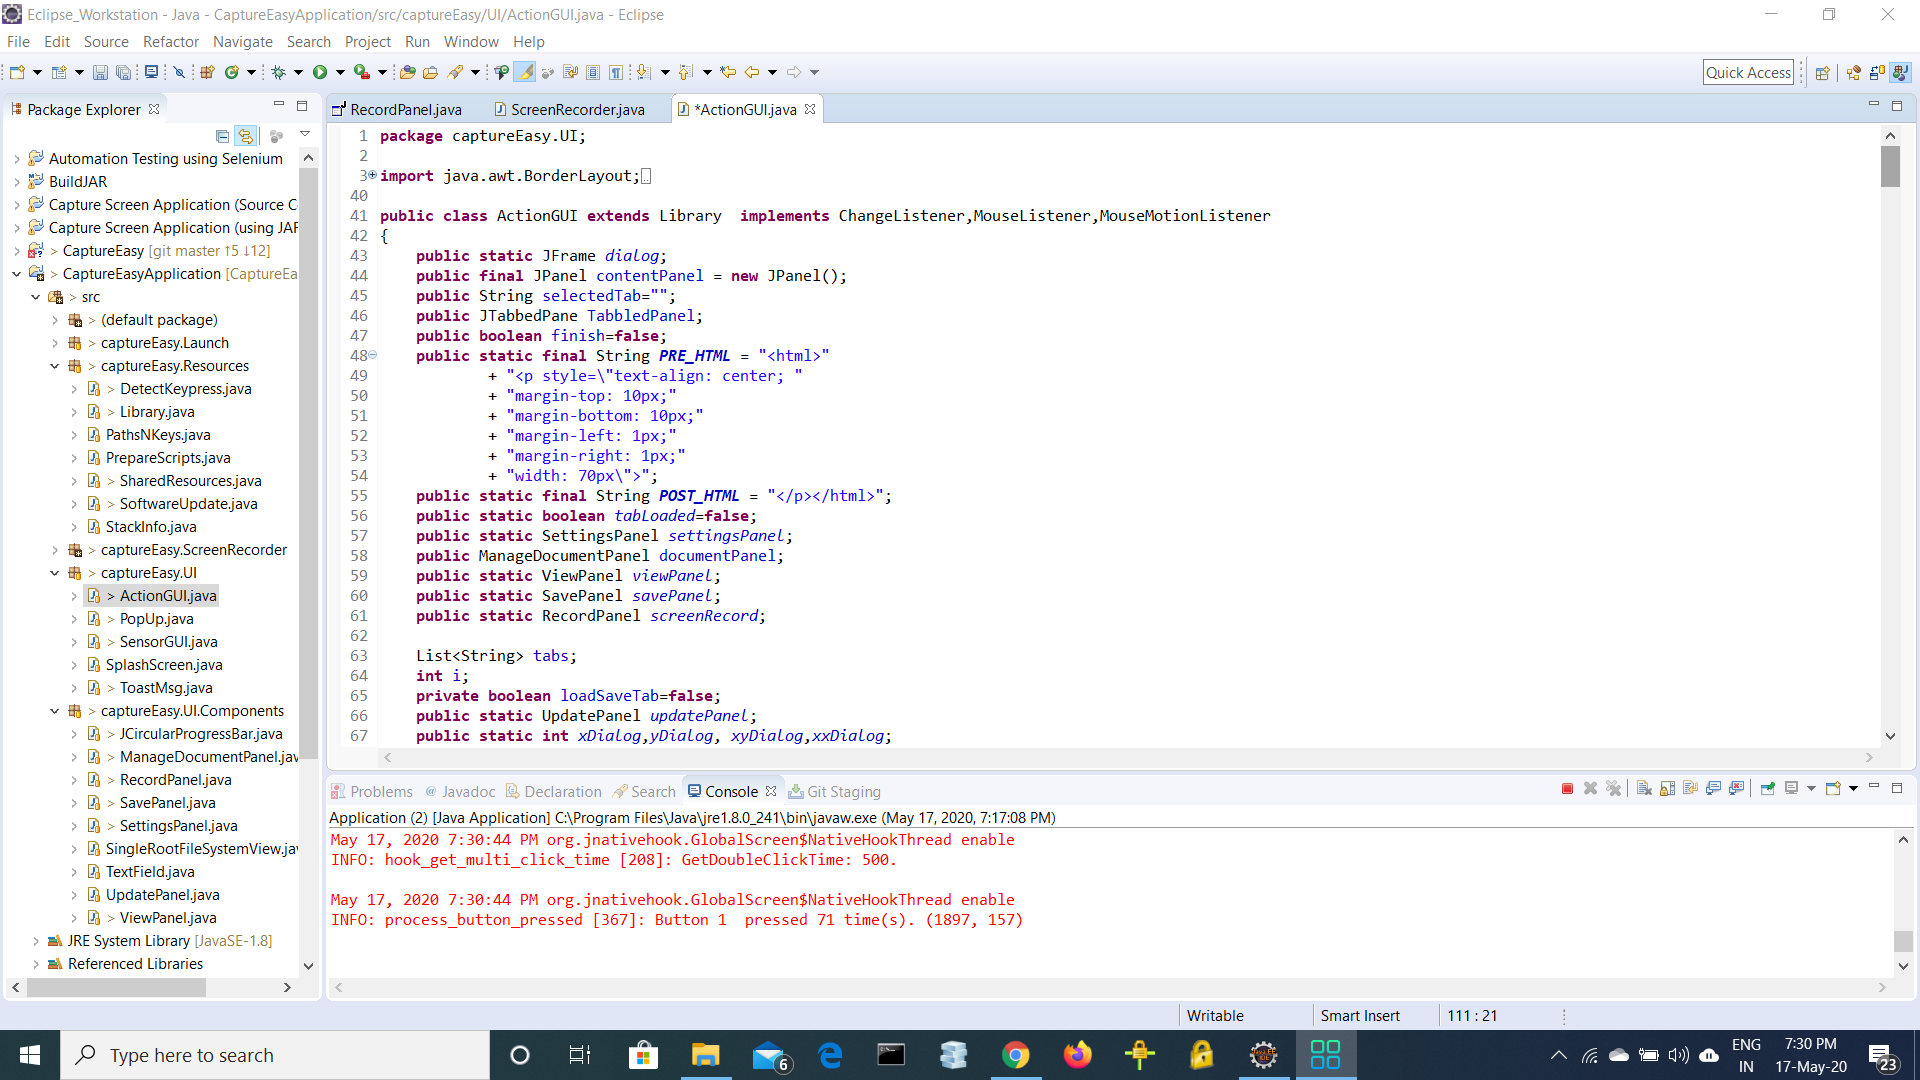 Eclipse_Workstation - Java - CaptureEasyApplication/src/captureEasy/UI/ActionGUI.java - Eclipse
File Edit Source Refactor Navigate Search Project Run Window Help
Quick Access
Package Explorer
Automation Testing using Selenium
BuildJAR
Capture Screen Application (Source C
Capture Screen Application (using JAR
> CaptureEasy [git master ↑5 ↓12]
> CaptureEasyApplication [CaptureEa
> src
> (default package)
> captureEasy.Launch
> captureEasy.Resources
> DetectKeypress.java
> Library.java
PathsNKeys.java
PrepareScripts.java
> SharedResources.java
> SoftwareUpdate.java
StackInfo.java
> captureEasy.ScreenRecorder
> captureEasy.UI
> ActionGUI.java
> PopUp.java
> SensorGUI.java
SplashScreen.java
> ToastMsg.java
> captureEasy.UI.Components
> JCircularProgressBar.java
> ManageDocumentPanel.jav
> RecordPanel.java
> SavePanel.java
> SettingsPanel.java
SingleRootFileSystemView.jav
TextField.java
UpdatePanel.java
> ViewPanel.java
JRE System Library [JavaSE-1.8]
Referenced Libraries
RecordPanel.java ScreenRecorder.java *ActionGUI.java
1 package captureEasy.UI;
2
3 import java.awt.BorderLayout;
40
41 public class ActionGUI extends Library  implements ChangeListener,MouseListener,MouseMotionListener
42 {
43     public static JFrame dialog;
44     public final JPanel contentPanel = new JPanel();
45     public String selectedTab="";
46     public JTabbedPane TabbledPanel;
47     public boolean finish=false;
48     public static final String PRE_HTML = "<html>"
49             + "<p style=\"text-align: center; "
50             + "margin-top: 10px;"
51             + "margin-bottom: 10px;"
52             + "margin-left: 1px;"
53             + "margin-right: 1px;"
54             + "width: 70px\">";
55     public static final String POST_HTML = "</p></html>";
56     public static boolean tabLoaded=false;
57     public static SettingsPanel settingsPanel;
58     public ManageDocumentPanel documentPanel;
59     public static ViewPanel viewPanel;
60     public static SavePanel savePanel;
61     public static RecordPanel screenRecord;
62
63     List<String> tabs;
64     int i;
65     private boolean loadSaveTab=false;
66     public static UpdatePanel updatePanel;
67     public static int xDialog,yDialog, xyDialog,xxDialog;
Problems Javadoc Declaration Search Console Git Staging
Application (2) [Java Application] C:\Program Files\Java\jre1.8.0_241\bin\javaw.exe (May 17, 2020, 7:17:08 PM)
May 17, 2020 7:30:44 PM org.jnativehook.GlobalScreen$NativeHookThread enable
INFO: hook_get_multi_click_time [208]: GetDoubleClickTime: 500.
May 17, 2020 7:30:44 PM org.jnativehook.GlobalScreen$NativeHookThread enable
INFO: process_button_pressed [367]: Button 1  pressed 71 time(s). (1897, 157)
Writable Smart Insert 111 : 21
Type here to search
6
ENG
IN
7:30 PM
17-May-20
23